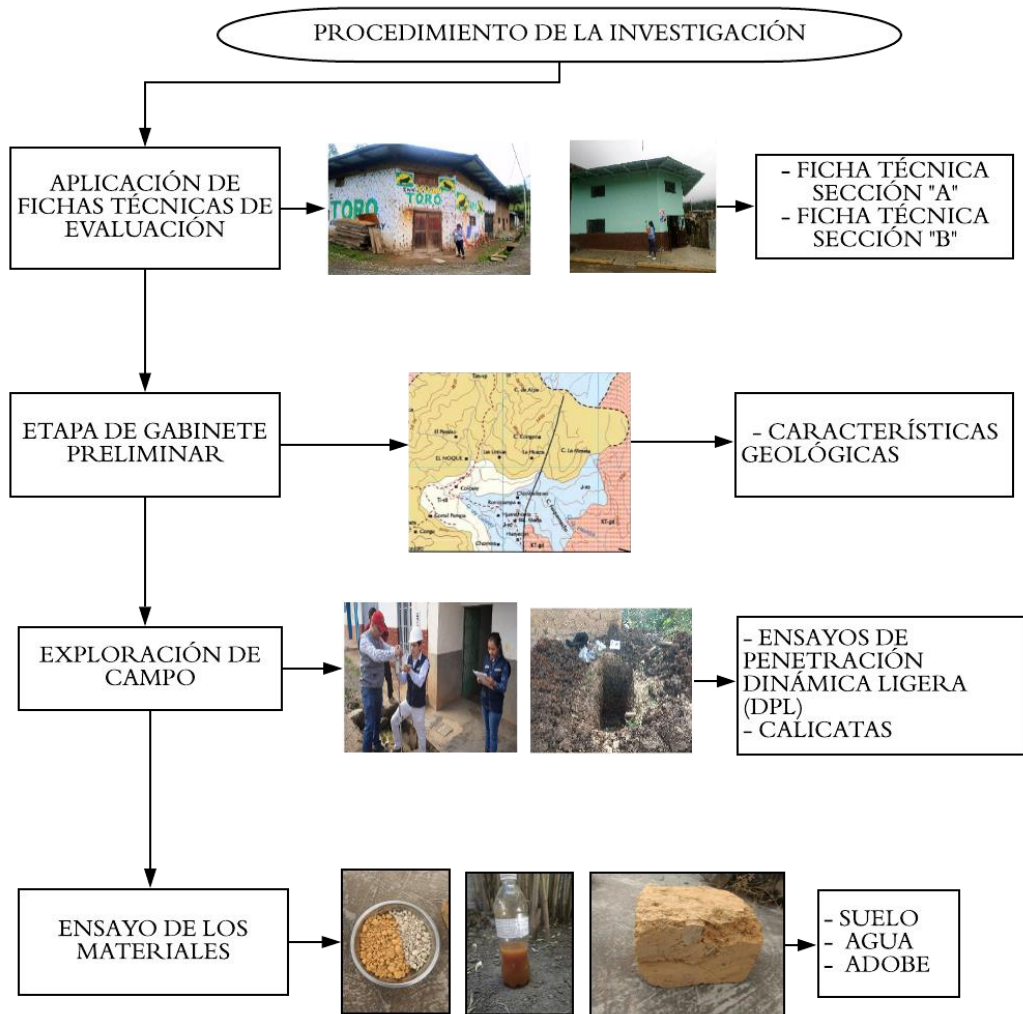 PROCEDIMIENTO DE LA INVESTIGACIÓN
APLICACIÓN DE
FICHAS TÉCNICAS DE
EVALUACIÓN
TORO
TORO
- FICHA TÉCNICA
SECCIÓN "A"
- FICHA TÉCNICA
SECCIÓN "B"
ETAPA DE GABINETE
PRELIMINAR
EL NOQUE
- CARACTERÍSTICAS
GEOLÓGICAS
EXPLORACIÓN DE
CAMPO
- ENSAYOS DE
PENETRACIÓN
DINÁMICA LIGERA
(DPL)
- CALICATAS
ENSAYO DE LOS
MATERIALES
- SUELO
- AGUA
- ADOBE